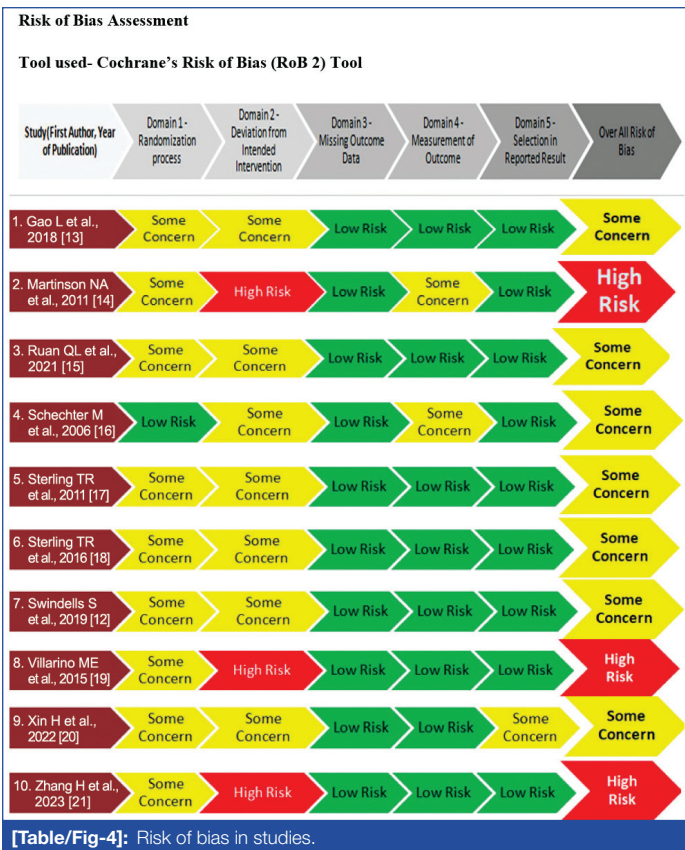 Risk of Bias Assessment
Tool used- Cochrane's Risk of Bias (RoB 2) Tool
Study(First Author, Year
of Publication)
Domain 1 -
Randomization
process
Domain 2 -
Deviation from
Intended
Intervention
Domain 3 -
Missing Outcome
Data
Domain 4 -
Measurement of
Outcome
Domain 5 -
Selection in
Reported Result
Over All Risk of
Bias
1. Gao L et al.,
2018 [13]
Some
Concern
Some
Concern
Low Risk
Low Risk
Low Risk
Some
Concern
2. Martinson NA
et al., 2011 [14]
Some
Concern
High Risk
Low Risk
Some
Concern
Low Risk
High
Risk
3. Ruan QL et al.,
2021 [15]
Some
Concern
Some
Concern
Low Risk
Low Risk
Low Risk
Some
Concern
4. Schechter M
et al., 2006 [16]
Low Risk
Some
Concern
Low Risk
Some
Concern
Low Risk
Some
Concern
5. Sterling TR
et al., 2011 [17]
Some
Concern
Some
Concern
Low Risk
Low Risk
Low Risk
Some
Concern
6. Sterling TR
et al., 2016 [18]
Some
Concern
Some
Concern
Low Risk
Low Risk
Low Risk
Some
Concern
7. Swindells S
et al., 2019 [12]
Some
Concern
Some
Concern
Low Risk
Low Risk
Low Risk
Some
Concern
8. Villarino ME
et al., 2015 [19]
Some
Concern
High Risk
Low Risk
Low Risk
Low Risk
High
Risk
9. Xin H et al.,
2022 [20]
Some
Concern
Some
Concern
Low Risk
Low Risk
Some
Concern
Some
Concern
10. Zhang H et al.,
2023 [21]
Some
Concern
High Risk
Low Risk
Low Risk
Low Risk
High
Risk
[Table/Fig-4]: Risk of bias in studies.